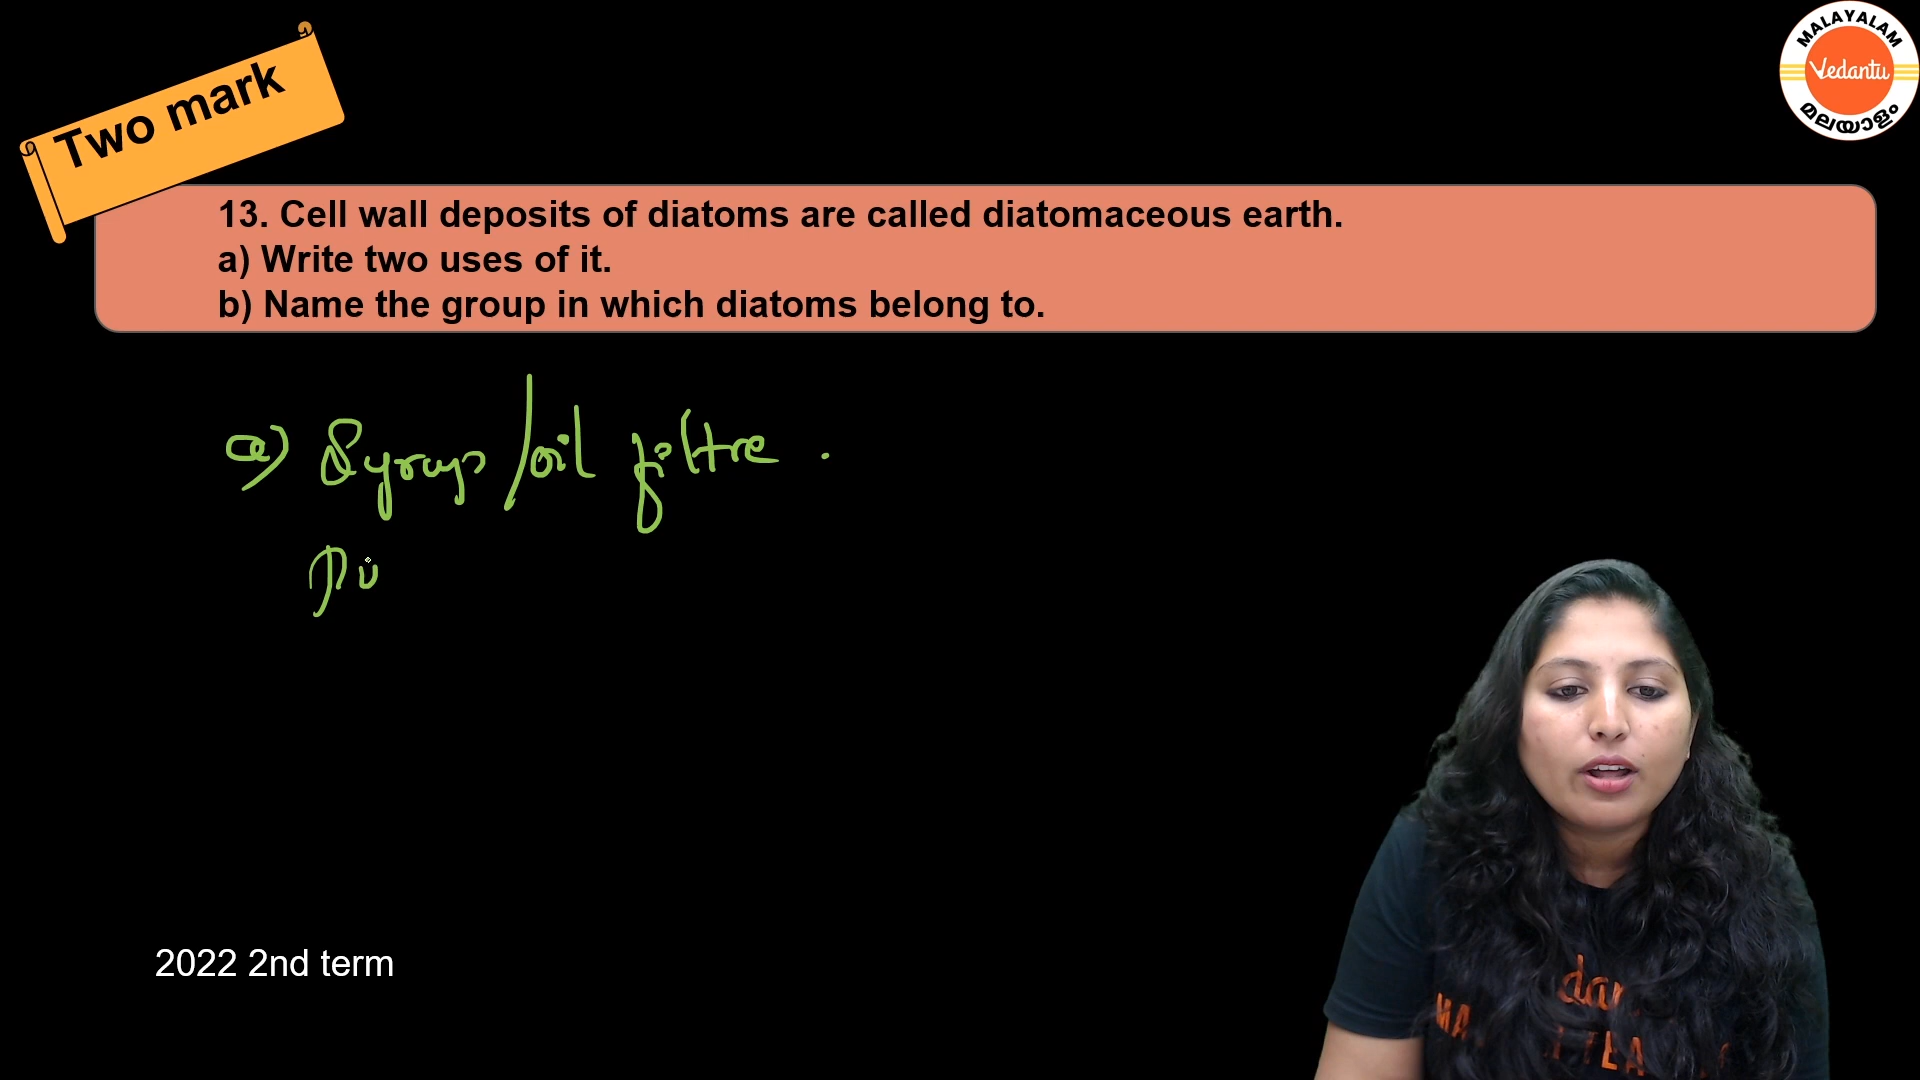 Two mark
MALAYALAM
Vedantu
മലയാളം
13. Cell wall deposits of diatoms are called diatomaceous earth.
a) Write two uses of it.
b) Name the group in which diatoms belong to.
a) Syrup/oil filtre.
2022 2nd term